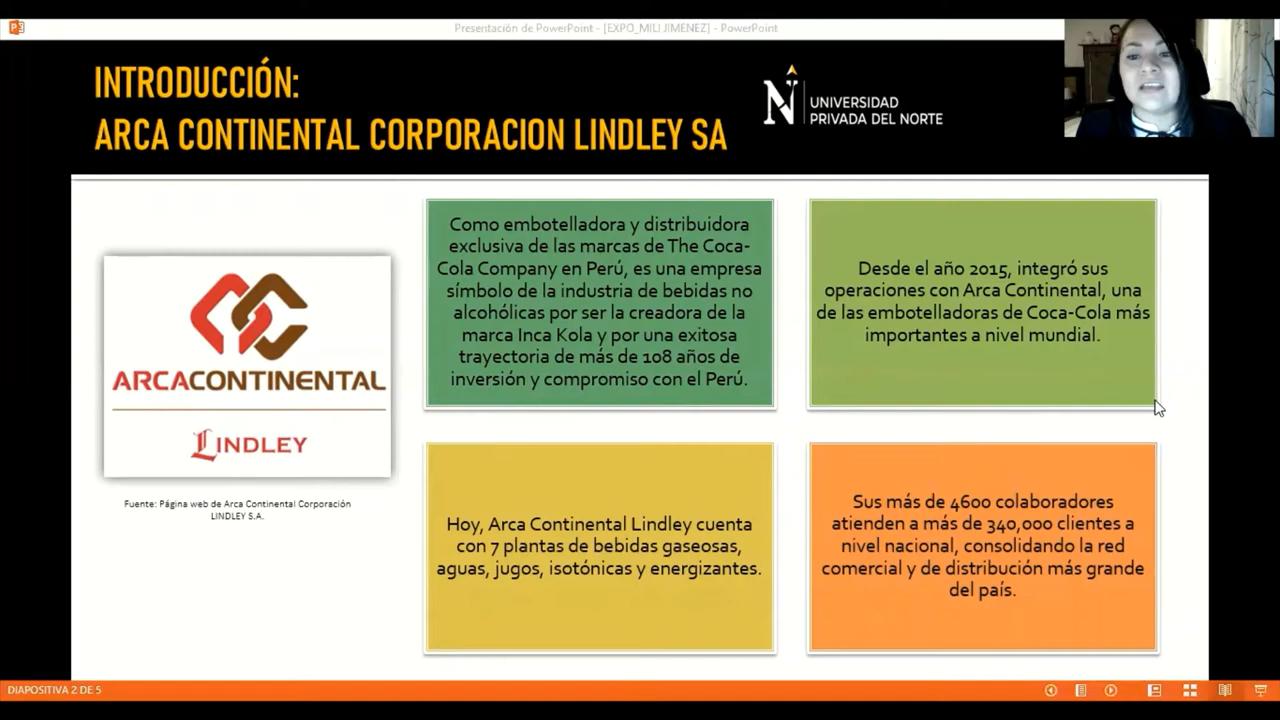 Presentación de PowerPoint - [EXPO_MILI JIMÉNEZ] - PowerPoint
INTRODUCCIÓN:
ARCA CONTINENTAL CORPORACION LINDLEY SA
UNIVERSIDAD
PRIVADA DEL NORTE
ARCACONTINENTAL
LINDLEY
Fuente: Página web de Arca Continental Corporación
LINDLEY S.A.
Como embotelladora y distribuidora
exclusiva de las marcas de The Coca-
Cola Company en Perú, es una empresa
símbolo de la industria de bebidas no
alcohólicas por ser la creadora de la
marca Inca Kola y por una exitosa
trayectoria de más de 108 años de
inversión y compromiso con el Perú.
Desde el año 2015, integró sus
operaciones con Arca Continental, una
de las embotelladoras de Coca-Cola más
importantes a nivel mundial.
Hoy, Arca Continental Lindley cuenta
con 7 plantas de bebidas gaseosas,
aguas, jugos, isotónicas y energizantes.
Sus más de 4600 colaboradores
atienden a más de 340,000 clientes a
nivel nacional, consolidando la red
comercial y de distribución más grande
del país.
DIAPOSITIVA 2 DE 5